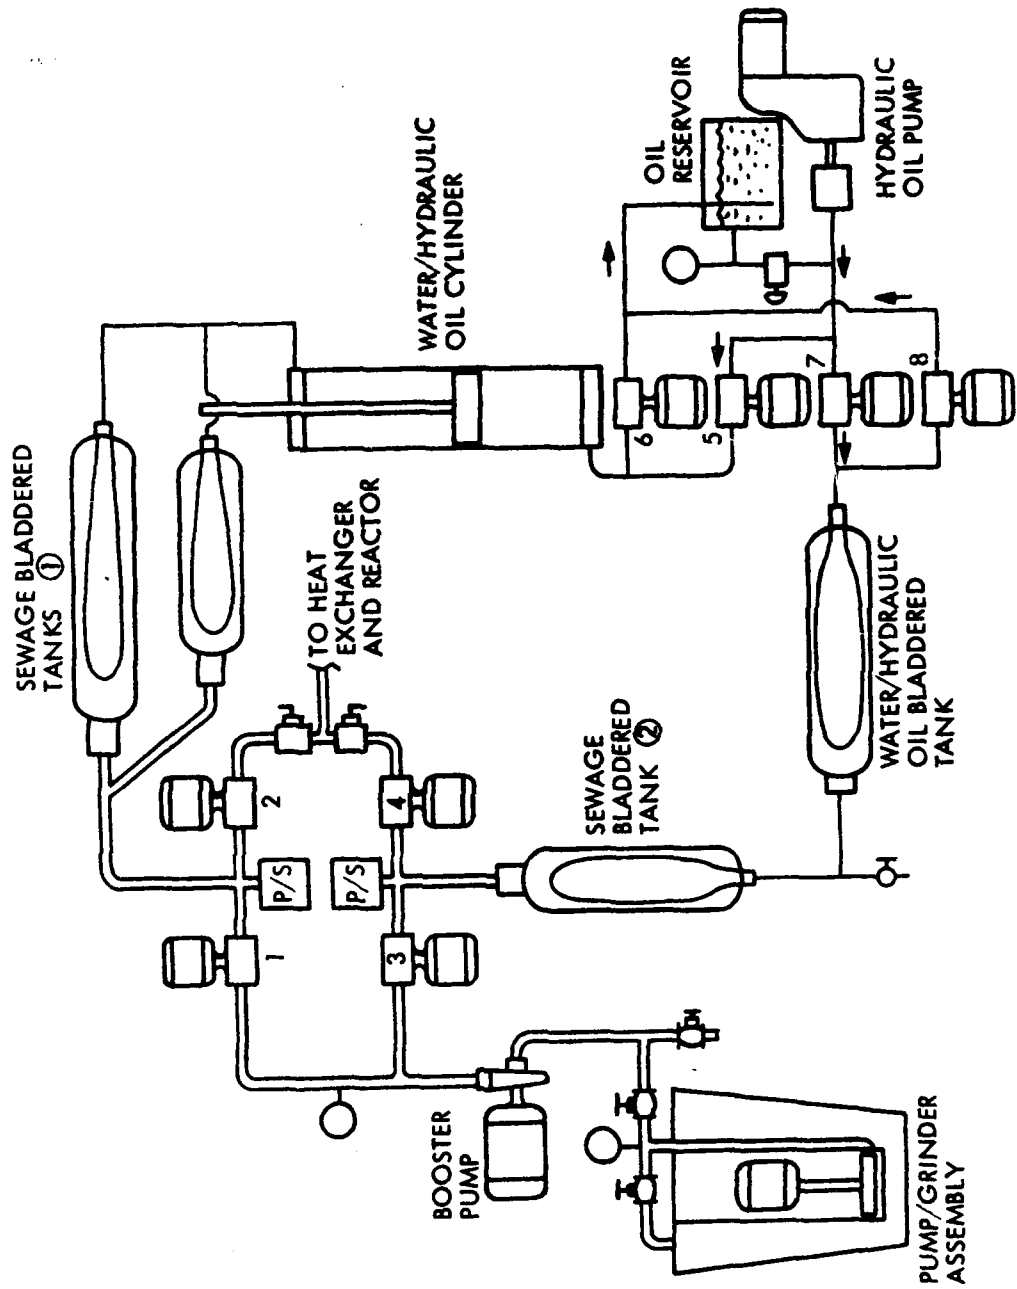 SEWAGE BLADDERED
TANKS ①
WATER/HYDRAULIC
OIL CYLINDER
OIL
RESERVOIR
HYDRAULIC
OIL PUMP
TO HEAT
EXCHANGER
AND REACTOR
2
4
P/S
P/S
1
3
6
5
7
8
SEWAGE
BLADDERED
TANK ②
WATER/HYDRAULIC
OIL BLADDERED
TANK
BOOSTER
PUMP
PUMP/GRINDER
ASSEMBLY